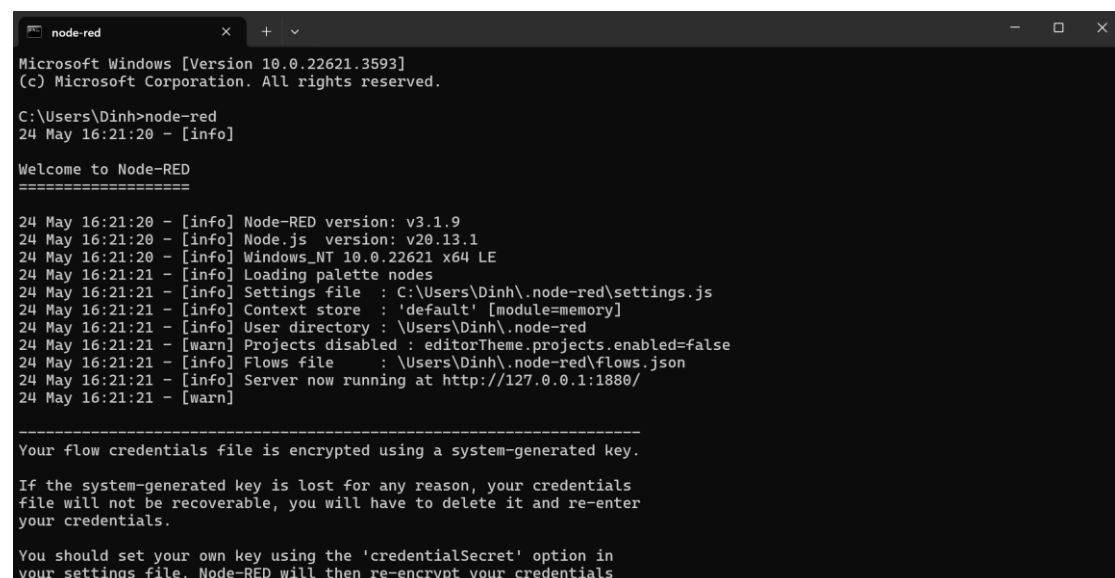 node-red
Microsoft Windows [Version 10.0.22621.3593]
(c) Microsoft Corporation. All rights reserved.
C:\Users\Dinh>node-red
24 May 16:21:20 - [info]
Welcome to Node-RED
===================
24 May 16:21:20 - [info] Node-RED version: v3.1.9
24 May 16:21:20 - [info] Node.js  version: v20.13.1
24 May 16:21:20 - [info] Windows_NT 10.0.22621 x64 LE
24 May 16:21:21 - [info] Loading palette nodes
24 May 16:21:21 - [info] Settings file  : C:\Users\Dinh\.node-red\settings.js
24 May 16:21:21 - [info] Context store  : 'default' [module=memory]
24 May 16:21:21 - [info] User directory : \Users\Dinh\.node-red
24 May 16:21:21 - [warn] Projects disabled : editorTheme.projects.enabled=false
24 May 16:21:21 - [info] Flows file     : \Users\Dinh\.node-red\flows.json
24 May 16:21:21 - [info] Server now running at http://127.0.0.1:1880/
24 May 16:21:21 - [warn]
---------------------------------------------------------------------
Your flow credentials file is encrypted using a system-generated key.
If the system-generated key is lost for any reason, your credentials
file will not be recoverable, you will have to delete it and re-enter
your credentials.
You should set your own key using the 'credentialSecret' option in
your settings file. Node-RED will then re-encrypt your credentials